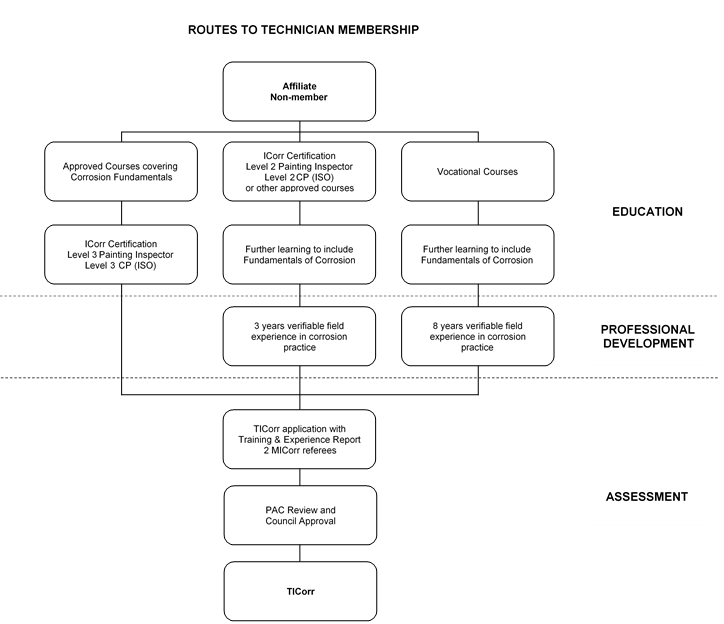 ROUTES TO TECHNICIAN MEMBERSHIP
Affiliate
Non-member
Approved Courses covering
Corrosion Fundamentals
ICorr Certification
Level 2 Painting Inspector
Level 2 CP (ISO)
or other approved courses
Vocational Courses
EDUCATION
ICorr Certification
Level 3 Painting Inspector
Level 3 CP (ISO)
Further learning to include
Fundamentals of Corrosion
Further learning to include
Fundamentals of Corrosion
3 years verifiable field
experience in corrosion
practice
8 years verifiable field
experience in corrosion
practice
PROFESSIONAL
DEVELOPMENT
TICorr application with
Training & Experience Report
2 MICorr referees
PAC Review and
Council Approval
ASSESSMENT
TICorr